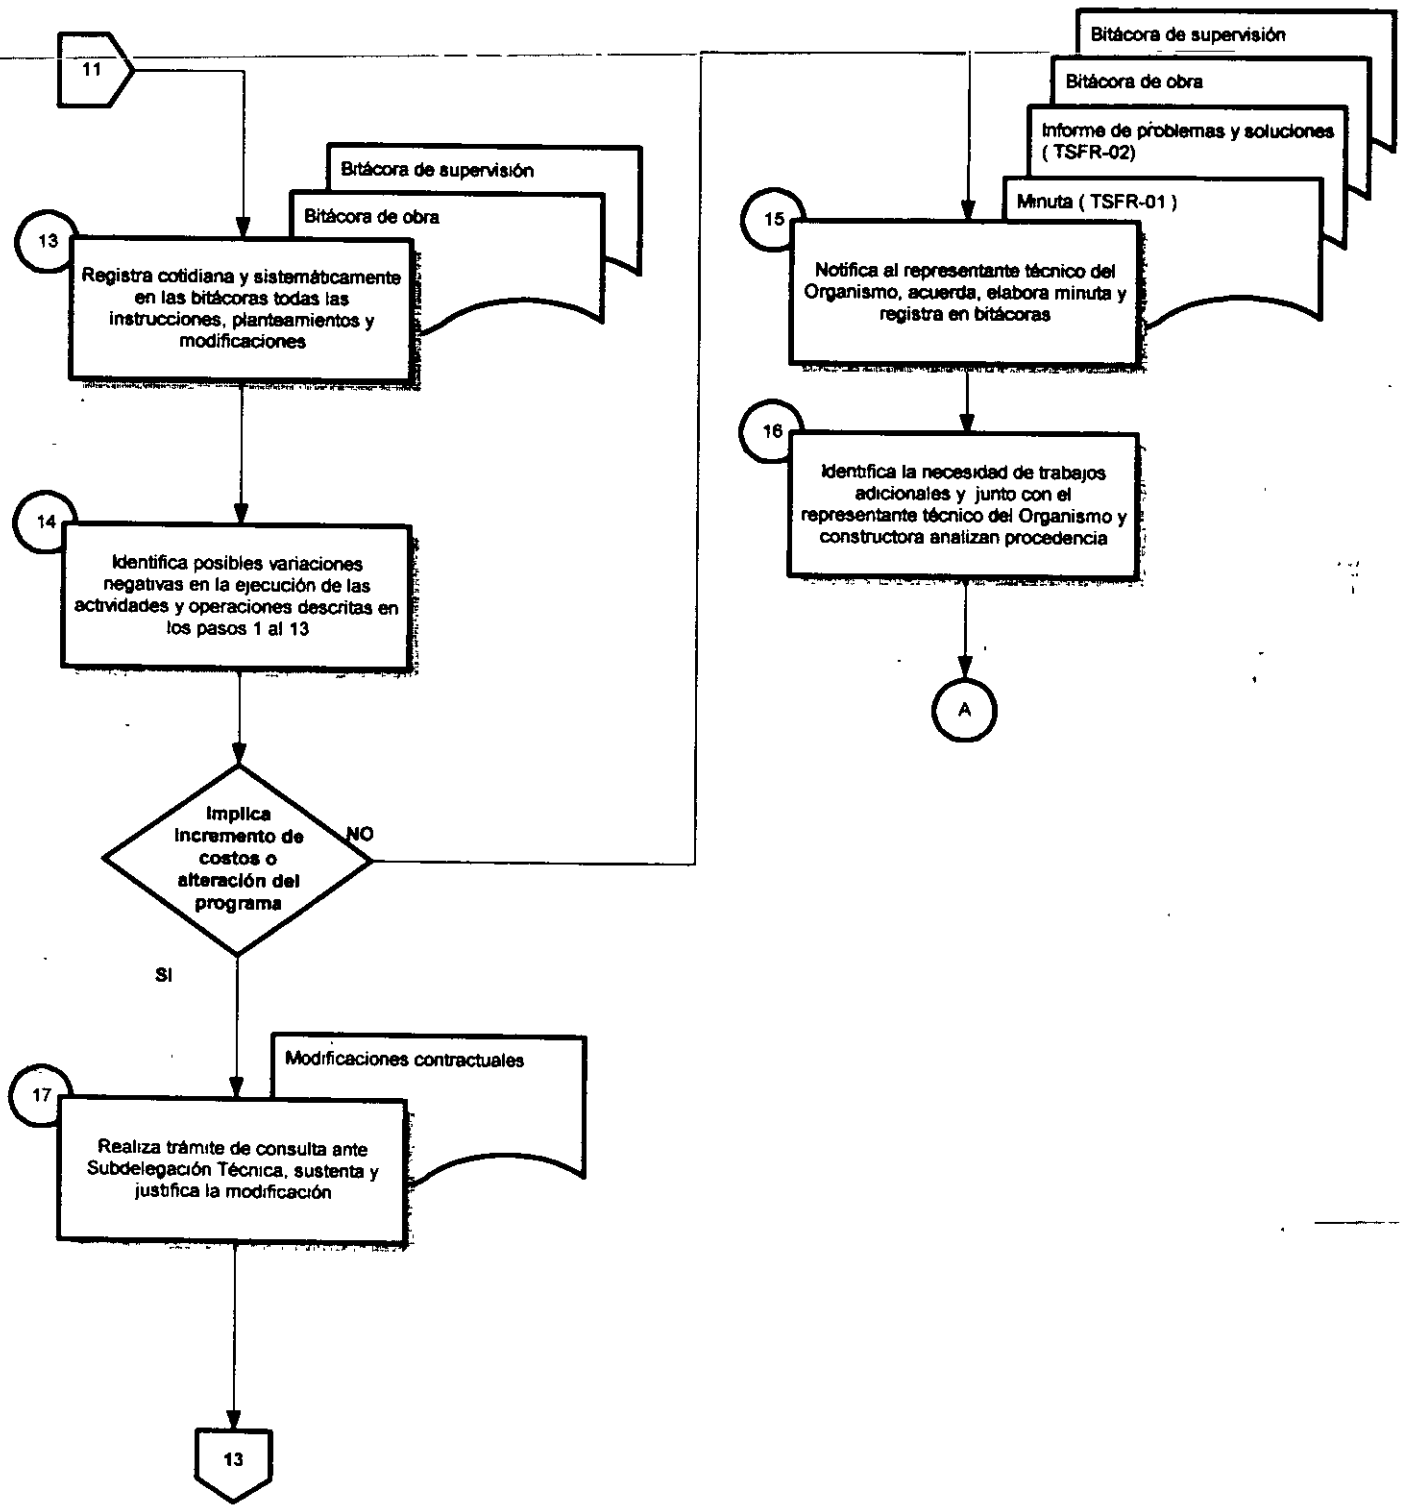 11
Bitácora de supervisión
Bitácora de obra
13
Registra cotidiana y sistemáticamente
en las bitácoras todas las
instrucciones, planteamientos y
modificaciones
14
Identifica posibles variaciones
negativas en la ejecución de las
actividades y operaciones descritas en
los pasos 1 al 13
Implica
incremento de
costos o
alteración del
programa
NO
SI
Modificaciones contractuales
17
Realiza trámite de consulta ante
Subdelegación Técnica, sustenta y
justifica la modificación
13
Bitácora de supervisión
Bitácora de obra
Informe de problemas y soluciones
( TSFR-02)
Minuta ( TSFR-01 )
15
Notifica al representante técnico del
Organismo, acuerda, elabora minuta y
registra en bitácoras
16
Identifica la necesidad de trabajos
adicionales y junto con el
representante técnico del Organismo y
constructora analizan procedencia
A